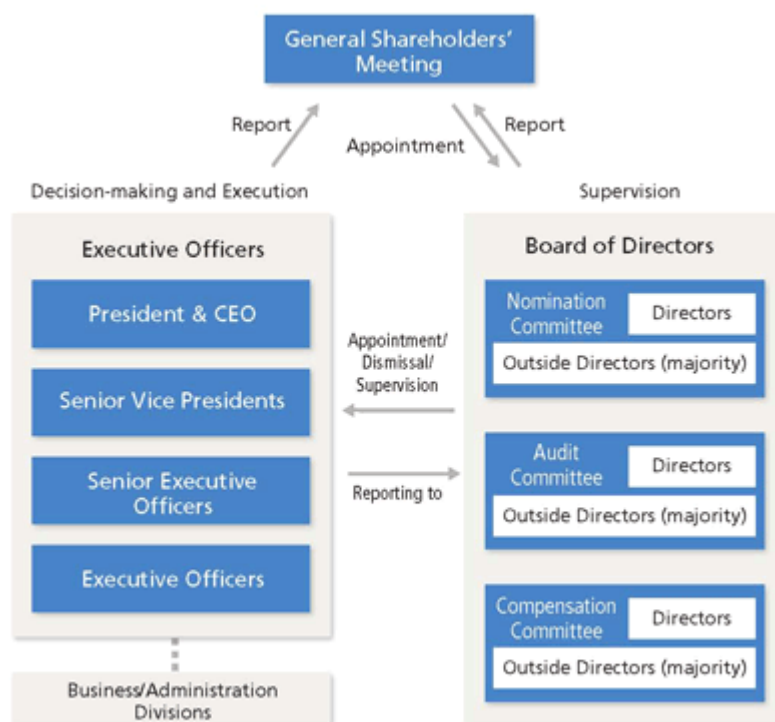 General Shareholders'
Meeting
Report
Appointment
Report
Decision-making and Execution
Supervision
Executive Officers
President & CEO
Senior Vice Presidents
Senior Executive
Officers
Executive Officers
Business/Administration
Divisions
Appointment/
Dismissal/
Supervision
Reporting to
Board of Directors
Nomination
Committee
Directors
Outside Directors (majority)
Audit
Committee
Directors
Outside Directors (majority)
Compensation
Committee
Directors
Outside Directors (majority)